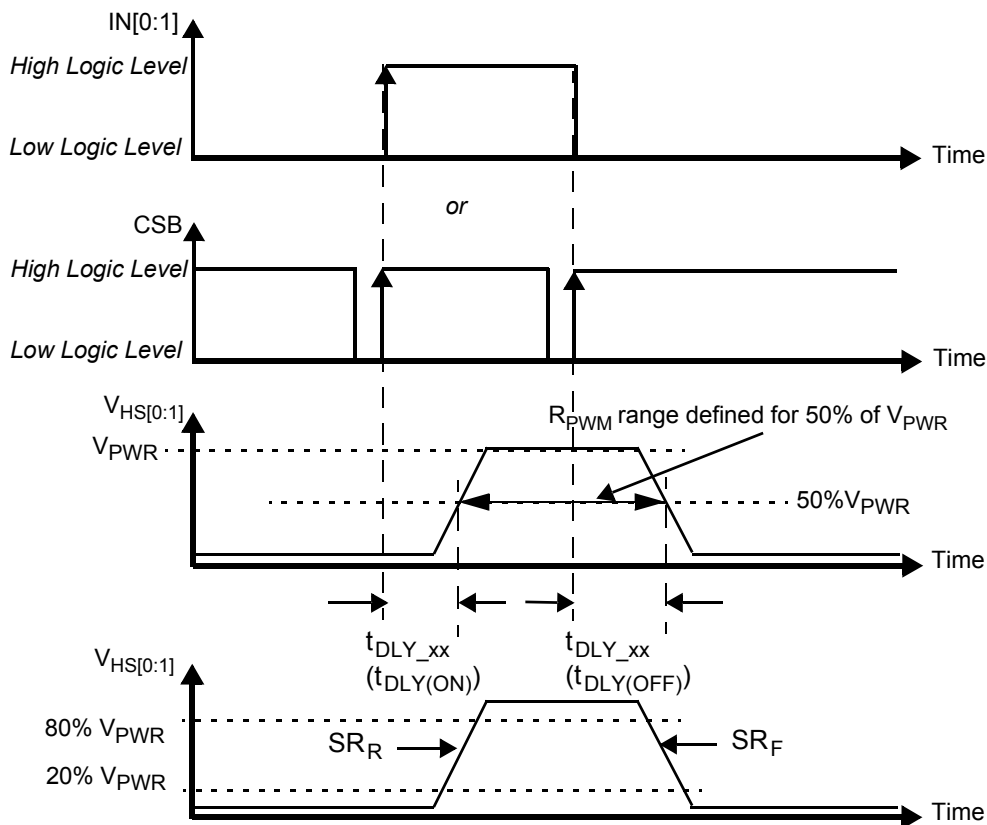 IN[0:1]
High Logic Level
Low Logic Level
Time
or
CSB
High Logic Level
Low Logic Level
Time
VHS[0:1]
RPWM range defined for 50% of VPWR
VPWR
50%VPWR
Time
tDLY_xx
(tDLY(ON))
tDLY_xx
(tDLY(OFF))
VHS[0:1]
80% VPWR
SRR
SRF
20% VPWR
Time